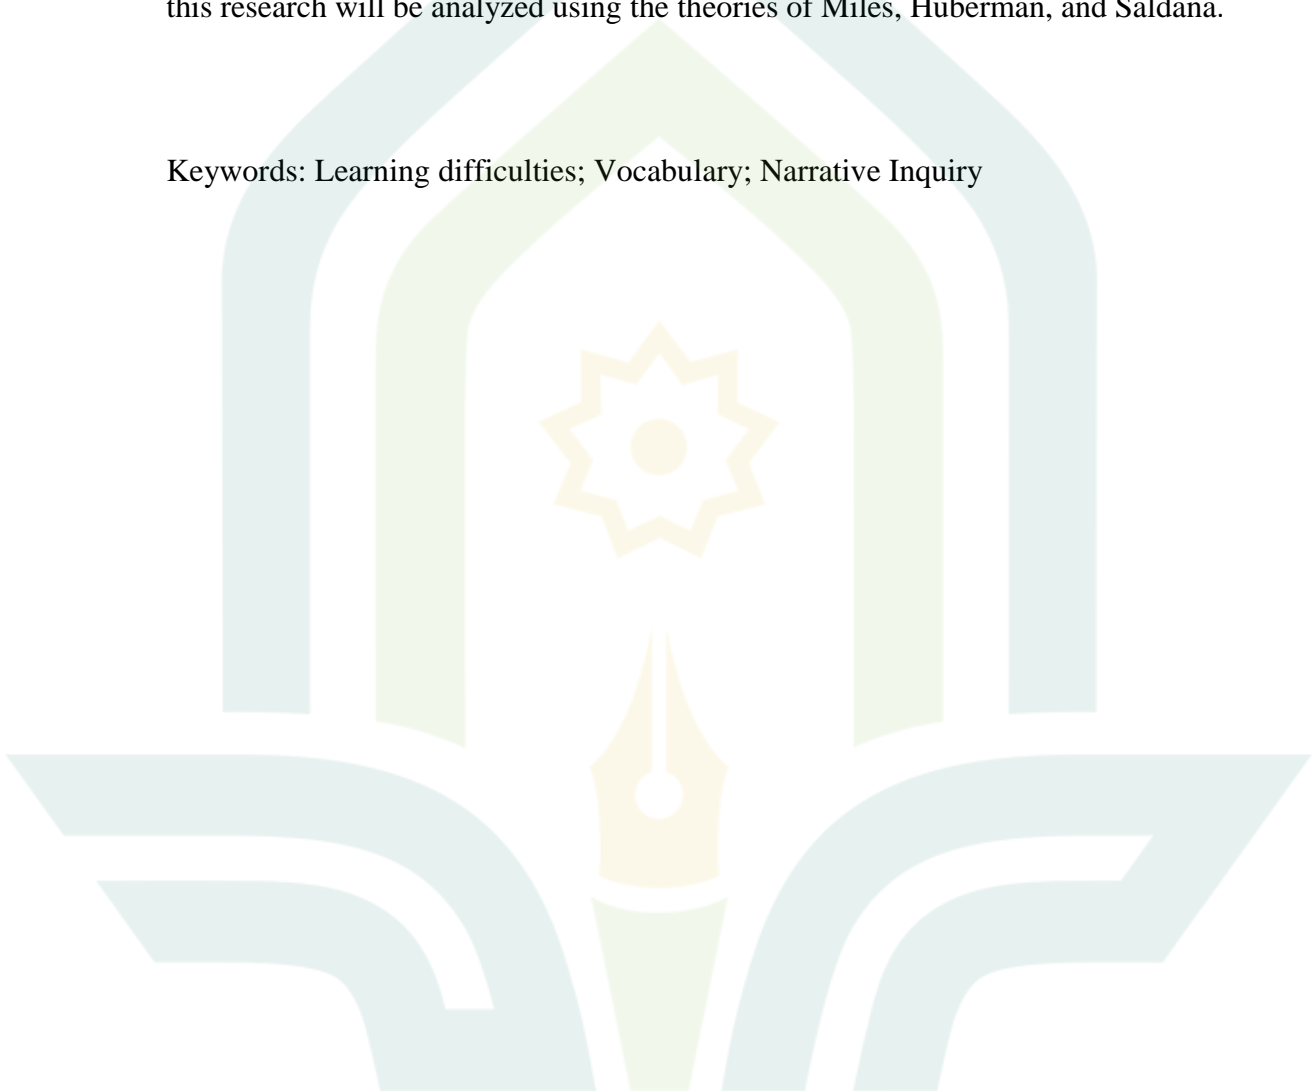 this research will be analyzed using the theories of Miles, Huberman, and Saldana.
Keywords: Learning difficulties; Vocabulary; Narrative Inquiry